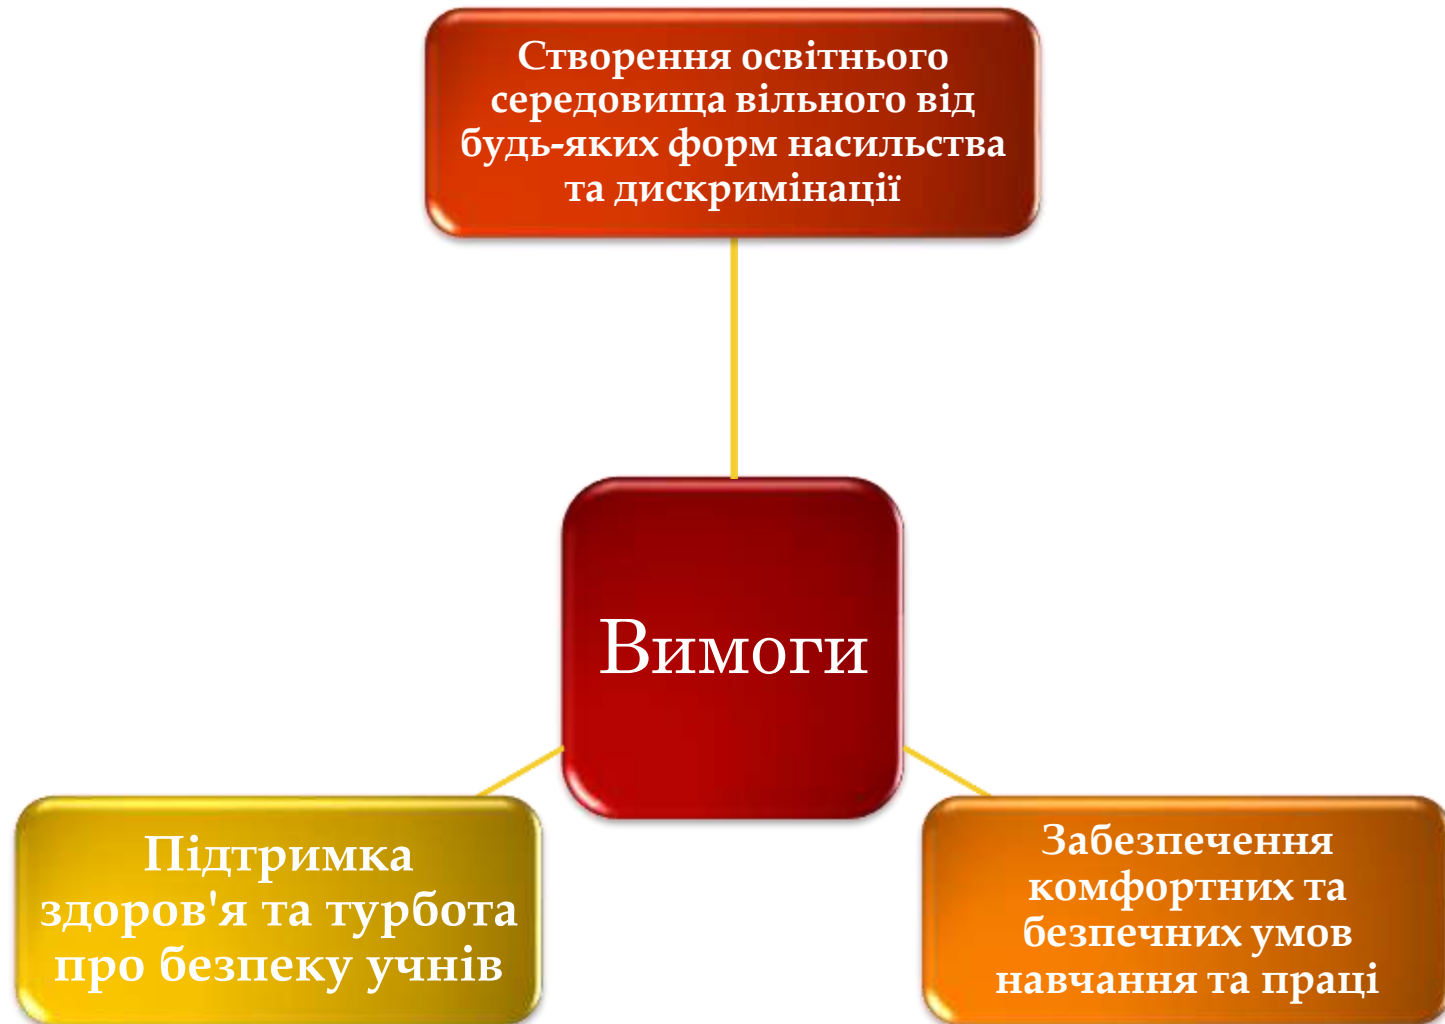 Створення освітнього
середовища вільного від
будь-яких форм насильства
та дискримінації
Вимоги
Підтримка
здоров'я та турбота
про безпеку учнів
Забезпечення
комфортних та
безпечних умов
навчання та праці